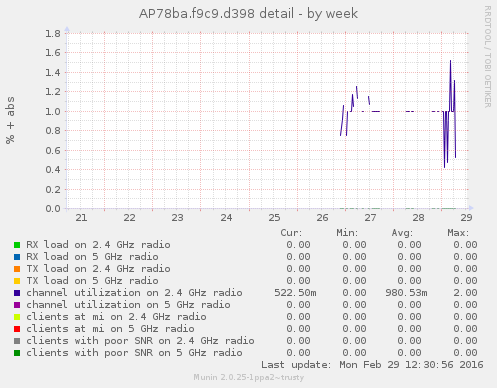 AP78ba.f9c9.d398 detail - by week
RRDTOOL / TOBI OETIKER
% + abs
1.8
1.6
1.4
1.2
1.0
0.8
0.6
0.4
0.2
0.0
21 22 23 24 25 26 27 28 29
Cur: Min: Avg: Max:
RX load on 2.4 GHz radio 0.00 0.00 0.00 0.00
RX load on 5 GHz radio 0.00 0.00 0.00 0.00
TX load on 2.4 GHz radio 0.00 0.00 0.00 0.00
TX load on 5 GHz radio 0.00 0.00 0.00 0.00
channel utilization on 2.4 GHz radio 522.50m 0.00 980.53m 2.00
channel utilization on 5 GHz radio 0.00 0.00 0.00 0.00
clients at mi on 2.4 GHz radio 0.00 0.00 0.00 0.00
clients at mi on 5 GHz radio 0.00 0.00 0.00 0.00
clients with poor SNR on 2.4 GHz radio 0.00 0.00 0.00 0.00
clients with poor SNR on 5 GHz radio 0.00 0.00 0.00 0.00
Last update: Mon Feb 29 12:30:56 2016
Munin 2.0.25-1ppa2~trusty